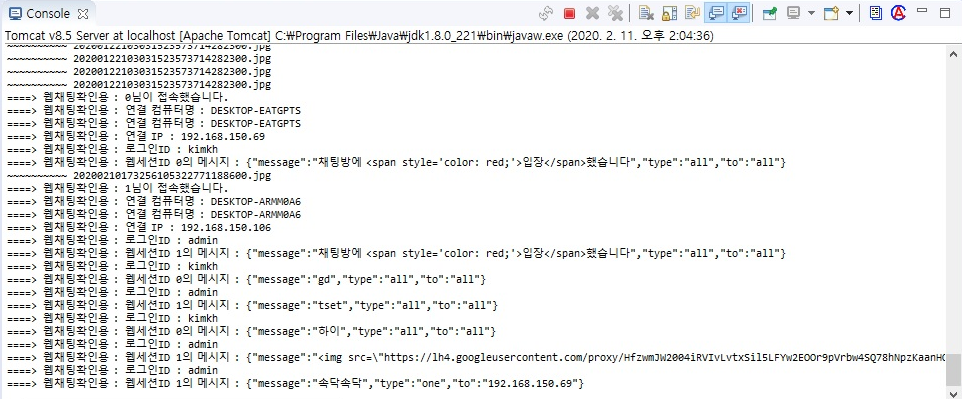 Console
Tomcat v8.5 Server at localhost [Apache Tomcat] C:₩Program Files₩Java₩jdk1.8.0_221₩bin₩javaw.exe (2020. 2. 11. 오후 2:04:36)
~~~~~~~~~~ 20200122103031523573714282300.jpg
~~~~~~~~~~ 20200122103031523573714282300.jpg
~~~~~~~~~~ 20200122103031523573714282300.jpg
~~~~~~~~~~ 20200122103031523573714282300.jpg
====> 웹채팅확인용 : 0님이 접속했습니다.
====> 웹채팅확인용 : 연결 컴퓨터명 : DESKTOP-EATGPTS
====> 웹채팅확인용 : 연결 컴퓨터명 : DESKTOP-EATGPTS
====> 웹채팅확인용 : 연결 IP : 192.168.150.69
====> 웹채팅확인용 : 로그인ID : kimkh
====> 웹채팅확인용 : 웹세션ID 0의 메시지 : {"message":"채팅방에 <span style='color: red;'>입장</span>했습니다","type":"all","to":"all"}
~~~~~~~~~~ 20200210173256105322771188600.jpg
====> 웹채팅확인용 : 1님이 접속했습니다.
====> 웹채팅확인용 : 연결 컴퓨터명 : DESKTOP-ARMM0A6
====> 웹채팅확인용 : 연결 컴퓨터명 : DESKTOP-ARMM0A6
====> 웹채팅확인용 : 연결 IP : 192.168.150.106
====> 웹채팅확인용 : 로그인ID : admin
====> 웹채팅확인용 : 웹세션ID 1의 메시지 : {"message":"채팅방에 <span style='color: red;'>입장</span>했습니다","type":"all","to":"all"}
====> 웹채팅확인용 : 로그인ID : kimkh
====> 웹채팅확인용 : 웹세션ID 0의 메시지 : {"message":"gd","type":"all","to":"all"}
====> 웹채팅확인용 : 로그인ID : admin
====> 웹채팅확인용 : 웹세션ID 1의 메시지 : {"message":"tset","type":"all","to":"all"}
====> 웹채팅확인용 : 로그인ID : kimkh
====> 웹채팅확인용 : 웹세션ID 0의 메시지 : {"message":"하이","type":"all","to":"all"}
====> 웹채팅확인용 : 로그인ID : admin
====> 웹채팅확인용 : 웹세션ID 1의 메시지 : {"message":"<img src=\"https://lh4.googleusercontent.com/proxy/HfzwmJW2004iRVIvLvtxSil5LFYw2EOOr9pVrbw4SQ78hNpzKaanHC
====> 웹채팅확인용 : 로그인ID : admin
====> 웹채팅확인용 : 웹세션ID 1의 메시지 : {"message":"속닥속닥","type":"one","to":"192.168.150.69"}